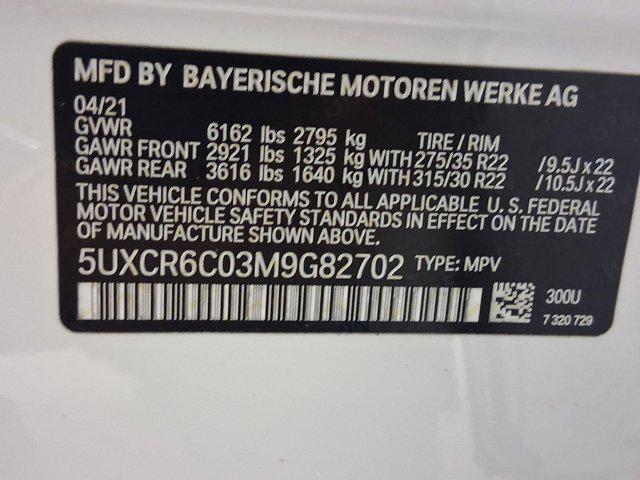 MFD BY BAYERISCHE MOTOREN WERKE AG
04/21
GVWR 6162 lbs 2795 kg TIRE / RIM
GAWR FRONT 2921 lbs 1325 kg WITH 275/35 R22 /9.5J x 22
GAWR REAR 3616 lbs 1640 kg WITH 315/30 R22 /10.5J x 22
THIS VEHICLE CONFORMS TO ALL APPLICABLE U. S. FEDERAL
MOTOR VEHICLE SAFETY STANDARDS IN EFFECT ON THE DATE
OF MANUFACTURE SHOWN ABOVE.
5UXCR6C03M9G82702 TYPE: MPV
300U
7 320 729